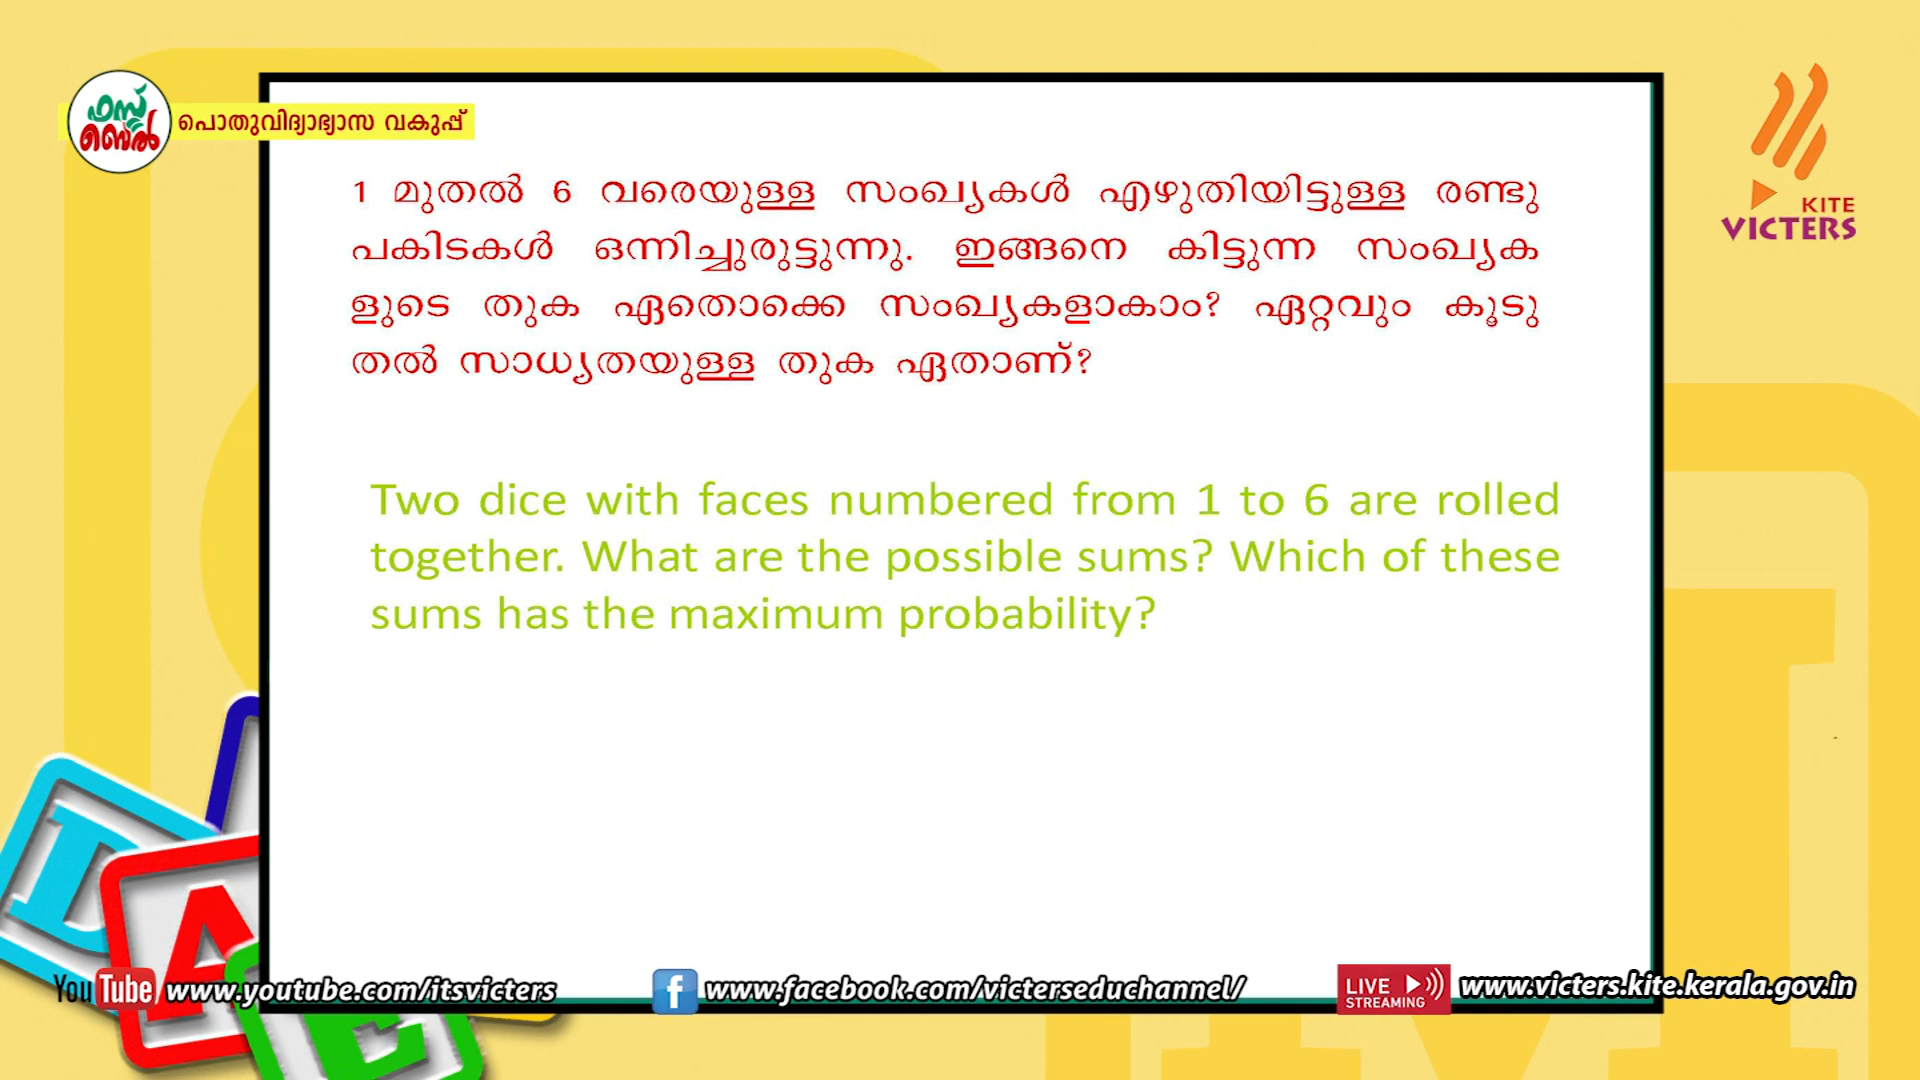 ഫസ്റ്റ്
ബെൽ
പൊതുവിദ്യാഭ്യാസ വകുപ്പ്
KITE
VICTERS
1 മുതൽ 6 വരെയുള്ള സംഖ്യകൾ എഴുതിയിട്ടുള്ള രണ്ടു
പകിടകൾ ഒന്നിച്ചുരുട്ടുന്നു. ഇങ്ങനെ കിട്ടുന്ന സംഖ്യക
ളുടെ തുക ഏതൊക്കെ സംഖ്യകളാകാം? ഏറ്റവും കൂടു
തൽ സാധ്യതയുള്ള തുക ഏതാണ്?
Two dice with faces numbered from 1 to 6 are rolled
together. What are the possible sums? Which of these
sums has the maximum probability?
D
A
E
YouTube www.youtube.com/itsvicters
f www.facebook.com/victerseduchannel/
LIVE
STREAMING
www.victers.kite.kerala.gov.in